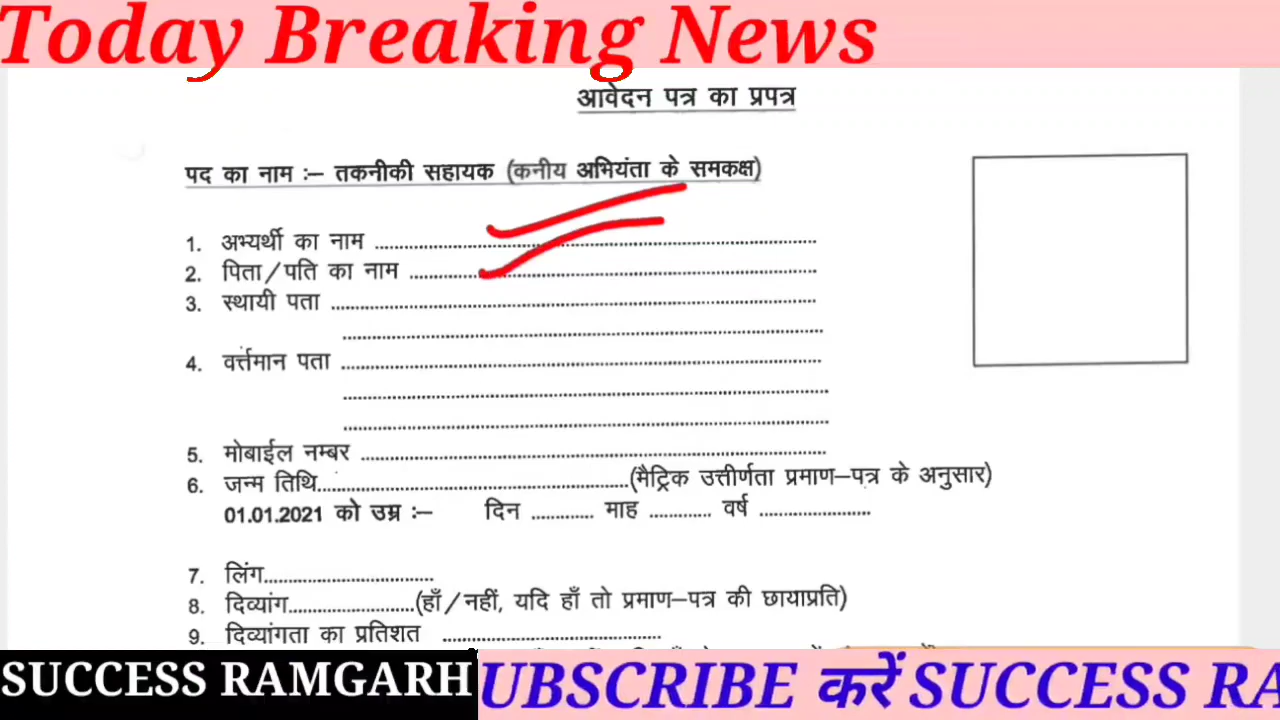 Today Breaking News
आवेदन पत्र का प्रपत्र
पद का नाम :– तकनीकी सहायक (कनीय अभियंता के समकक्ष)
1. अभ्यर्थी का नाम ................................................................
2. पिता/पति का नाम ................................................................
3. स्थायी पता ................................................................
................................................................
4. वर्त्तमान पता ................................................................
................................................................
................................................................
5. मोबाईल नम्बर ................................................................
6. जन्म तिथि................................................(मैट्रिक उत्तीर्णता प्रमाण–पत्र के अनुसार)
01.01.2021 को उम्र :– दिन ............ माह ............ वर्ष .....................
7. लिंग................................
8. दिव्यांग.......................(हाँ/नहीं, यदि हाँ तो प्रमाण–पत्र की छायाप्रति)
9. दिव्यांगता का प्रतिशत ........................................
SUCCESS RAMGARH
UBSCRIBE करें SUCCESS RA